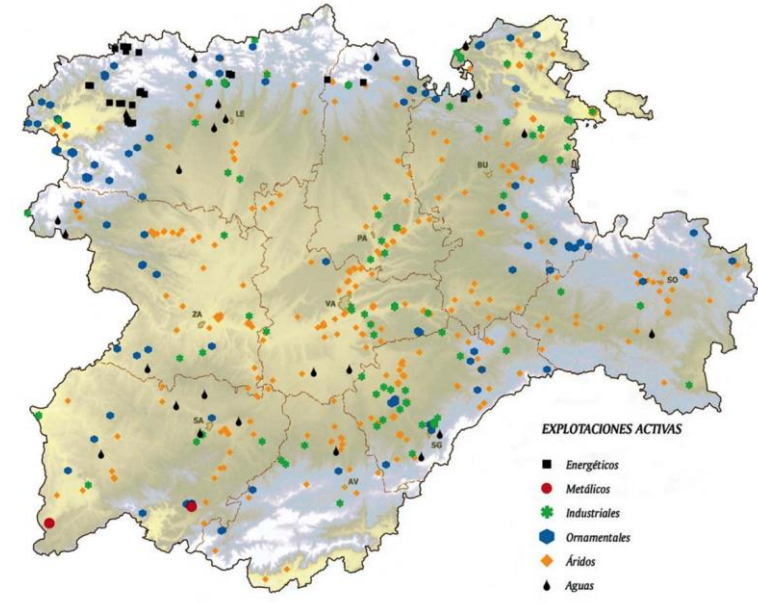 LE
BU
PA
SO
VA
ZA
SA
SG
AV
EXPLOTACIONES ACTIVAS
Energéticos
Metálicos
Industriales
Ornamentales
Áridos
Aguas